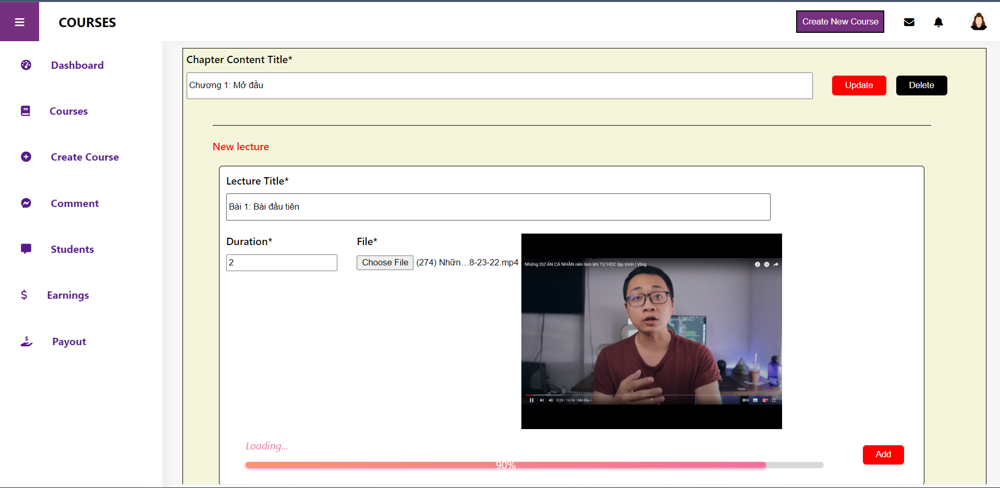 COURSES
Create New Course
Dashboard
Courses
Create Course
Comment
Students
Earnings
Payout
Chapter Content Title*
Chương 1: Mở đầu
Update
Delete
New lecture
Lecture Title*
Bài 1: Bài đầu tiên
Duration*
2
File*
Choose File (274) Nhữn...8-23-22.mp4
Những DỰ ÁN CÁ NHÂN nên làm khi TỰ HỌC lập trình | Vlog
0:28 / 16:54 • Mở đầu ›
Loading...
90%
Add